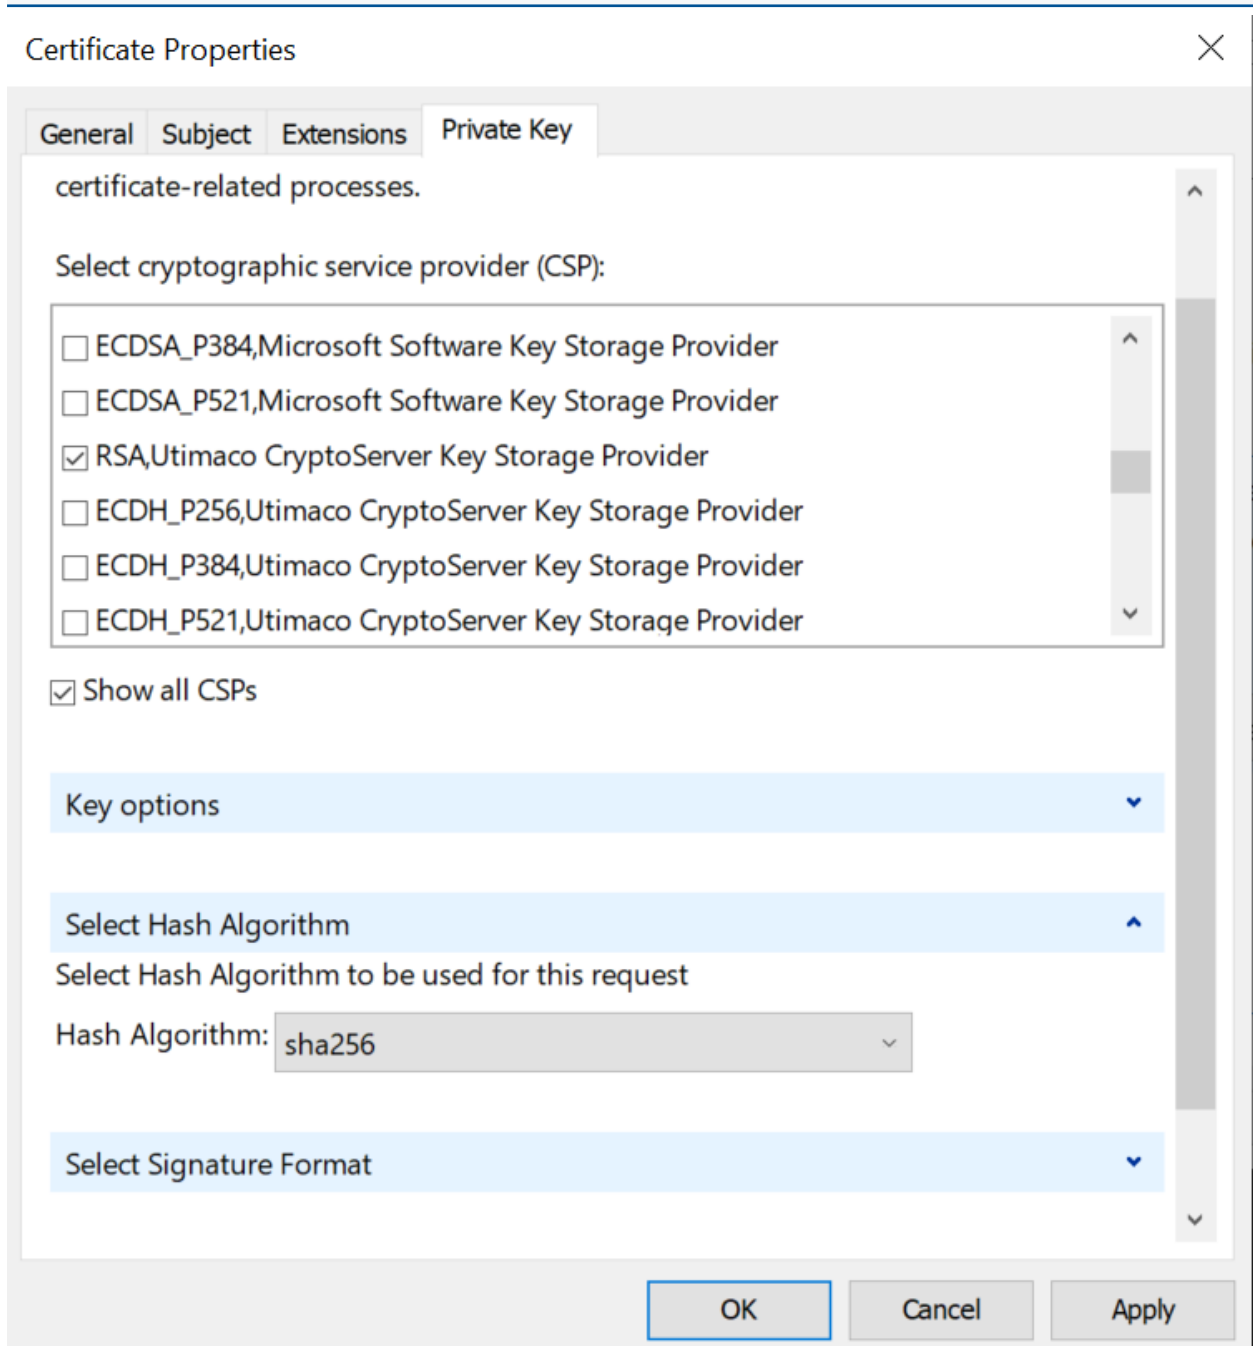 Certificate Properties
General Subject Extensions Private Key
certificate-related processes.
Select cryptographic service provider (CSP):
ECDSA_P384,Microsoft Software Key Storage Provider
ECDSA_P521,Microsoft Software Key Storage Provider
RSA,Utimaco CryptoServer Key Storage Provider
ECDH_P256,Utimaco CryptoServer Key Storage Provider
ECDH_P384,Utimaco CryptoServer Key Storage Provider
ECDH_P521,Utimaco CryptoServer Key Storage Provider
Show all CSPs
Key options
Select Hash Algorithm
Select Hash Algorithm to be used for this request
Hash Algorithm: sha256
Select Signature Format
OK Cancel Apply